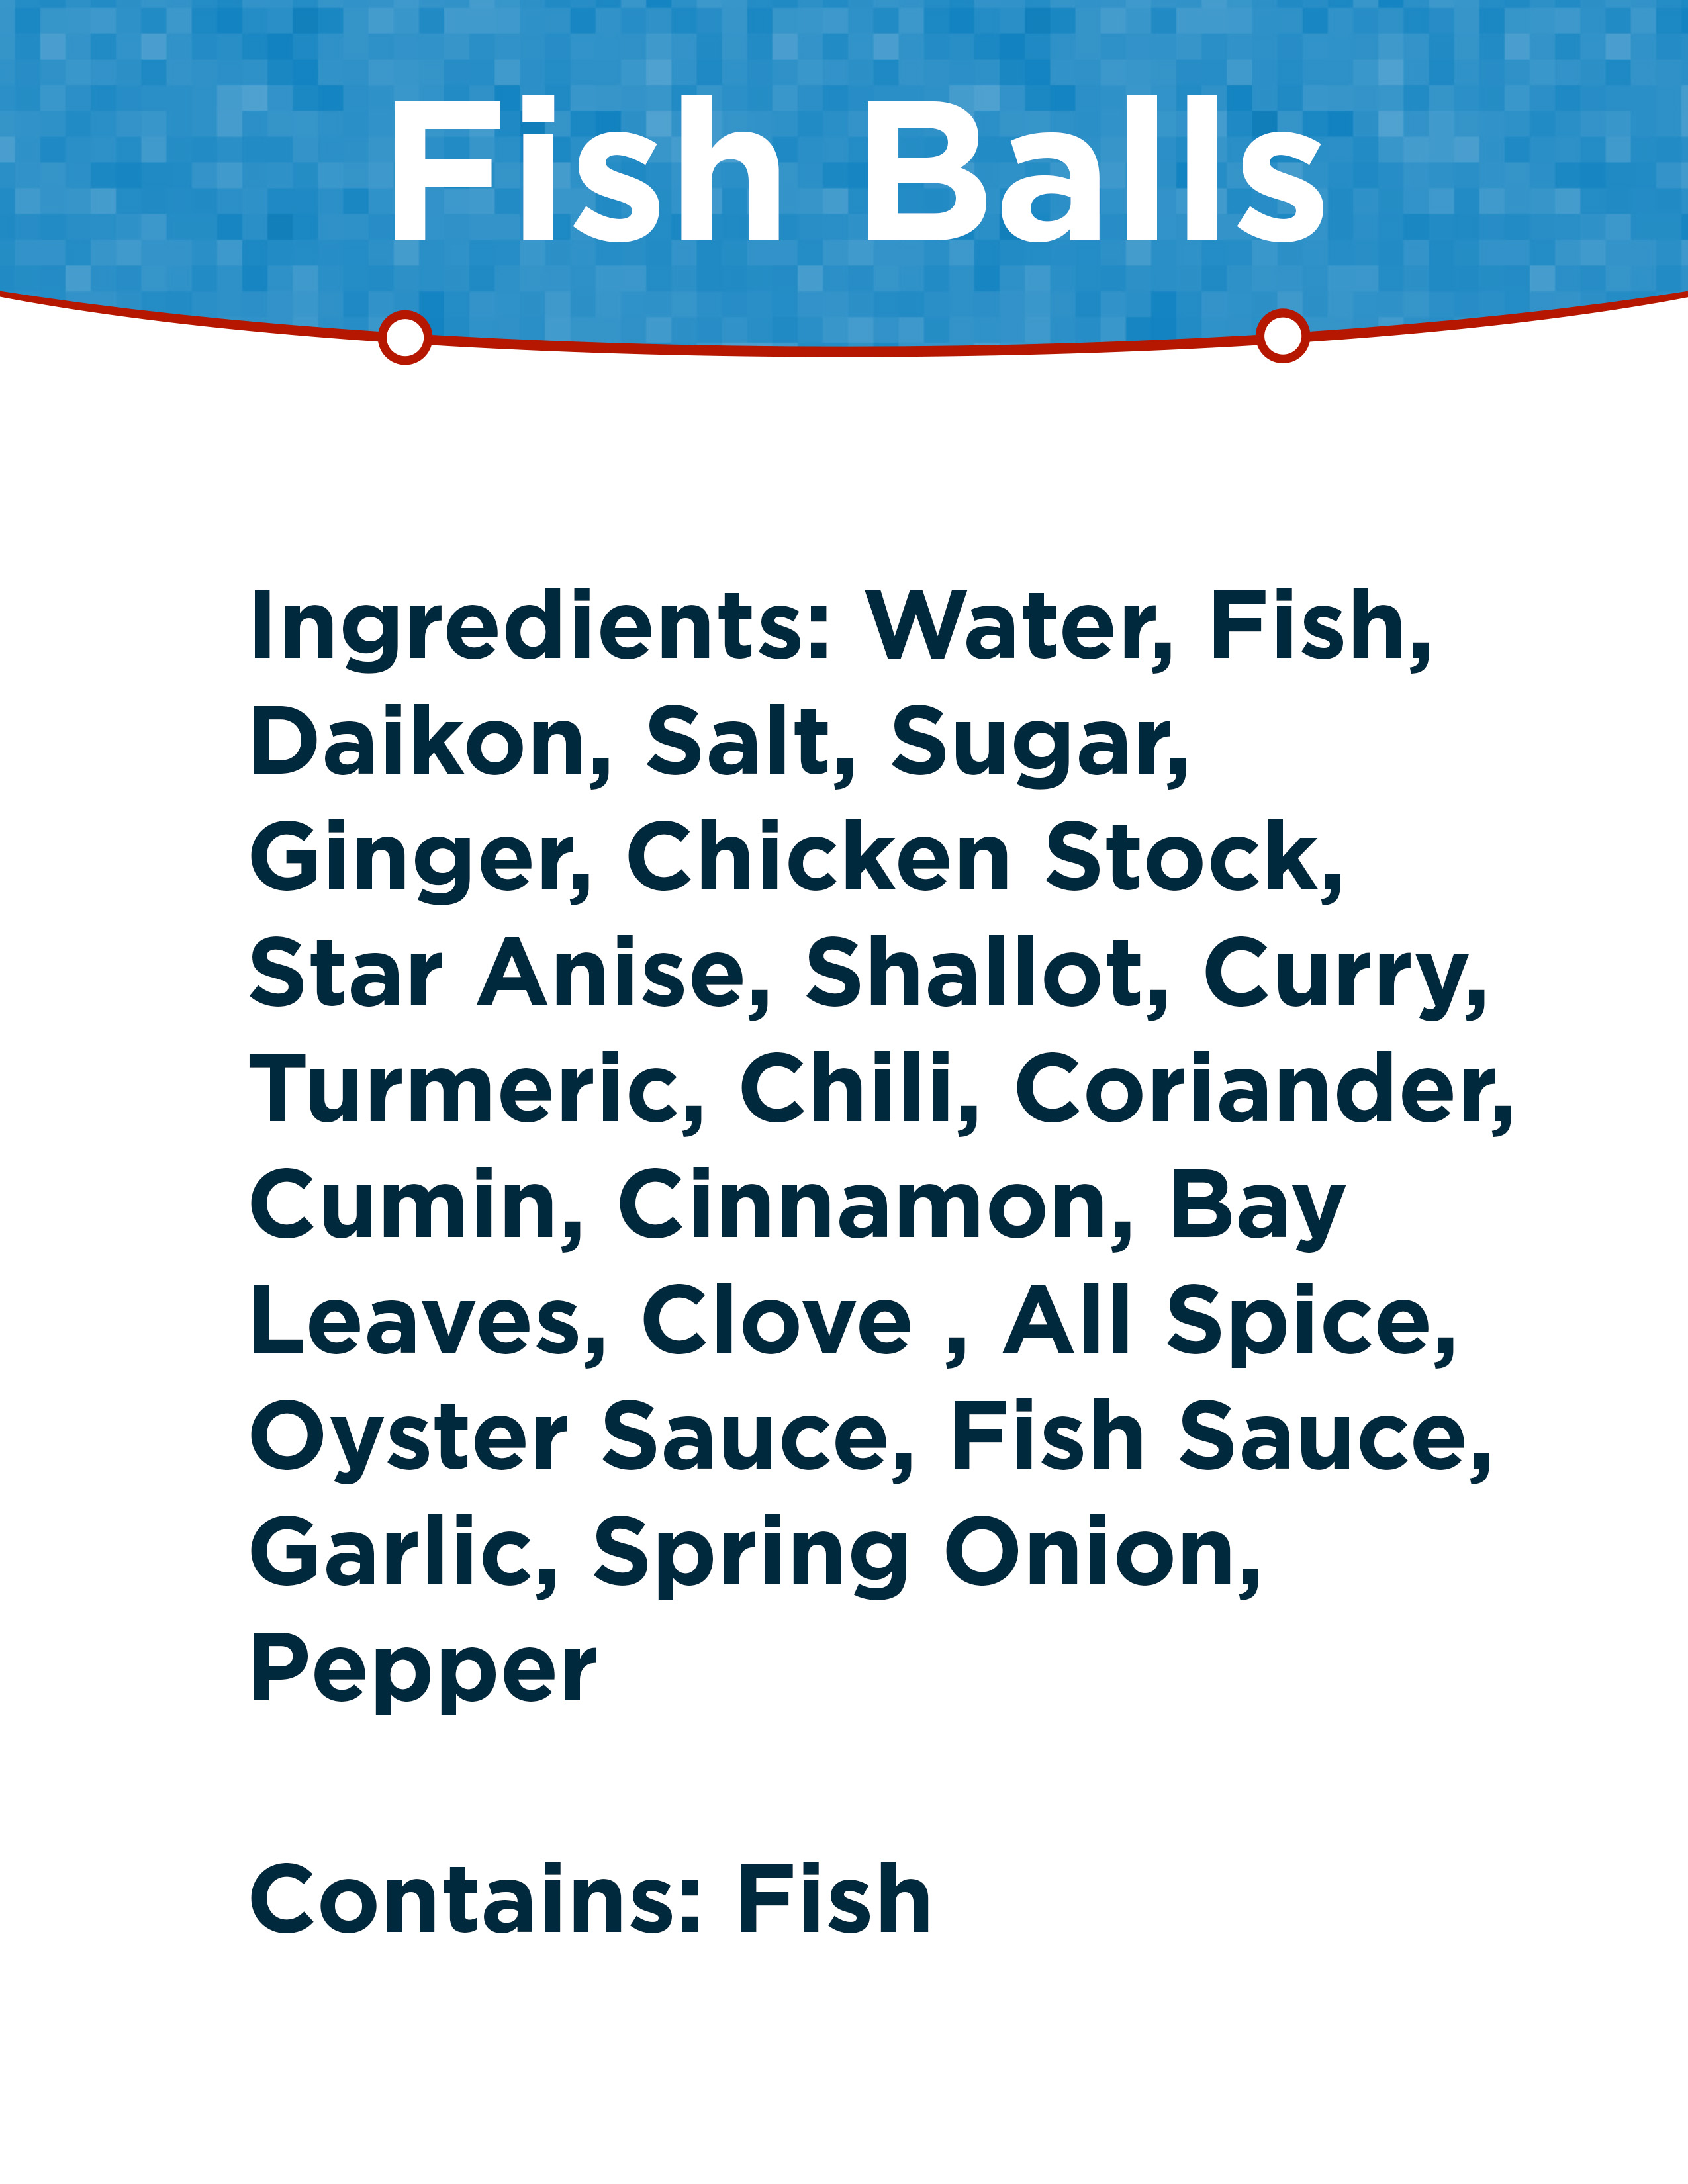 Fish Balls
Ingredients: Water, Fish,
Daikon, Salt, Sugar,
Ginger, Chicken Stock,
Star Anise, Shallot, Curry,
Turmeric, Chili, Coriander,
Cumin, Cinnamon, Bay
Leaves, Clove , All Spice,
Oyster Sauce, Fish Sauce,
Garlic, Spring Onion,
Pepper
Contains: Fish